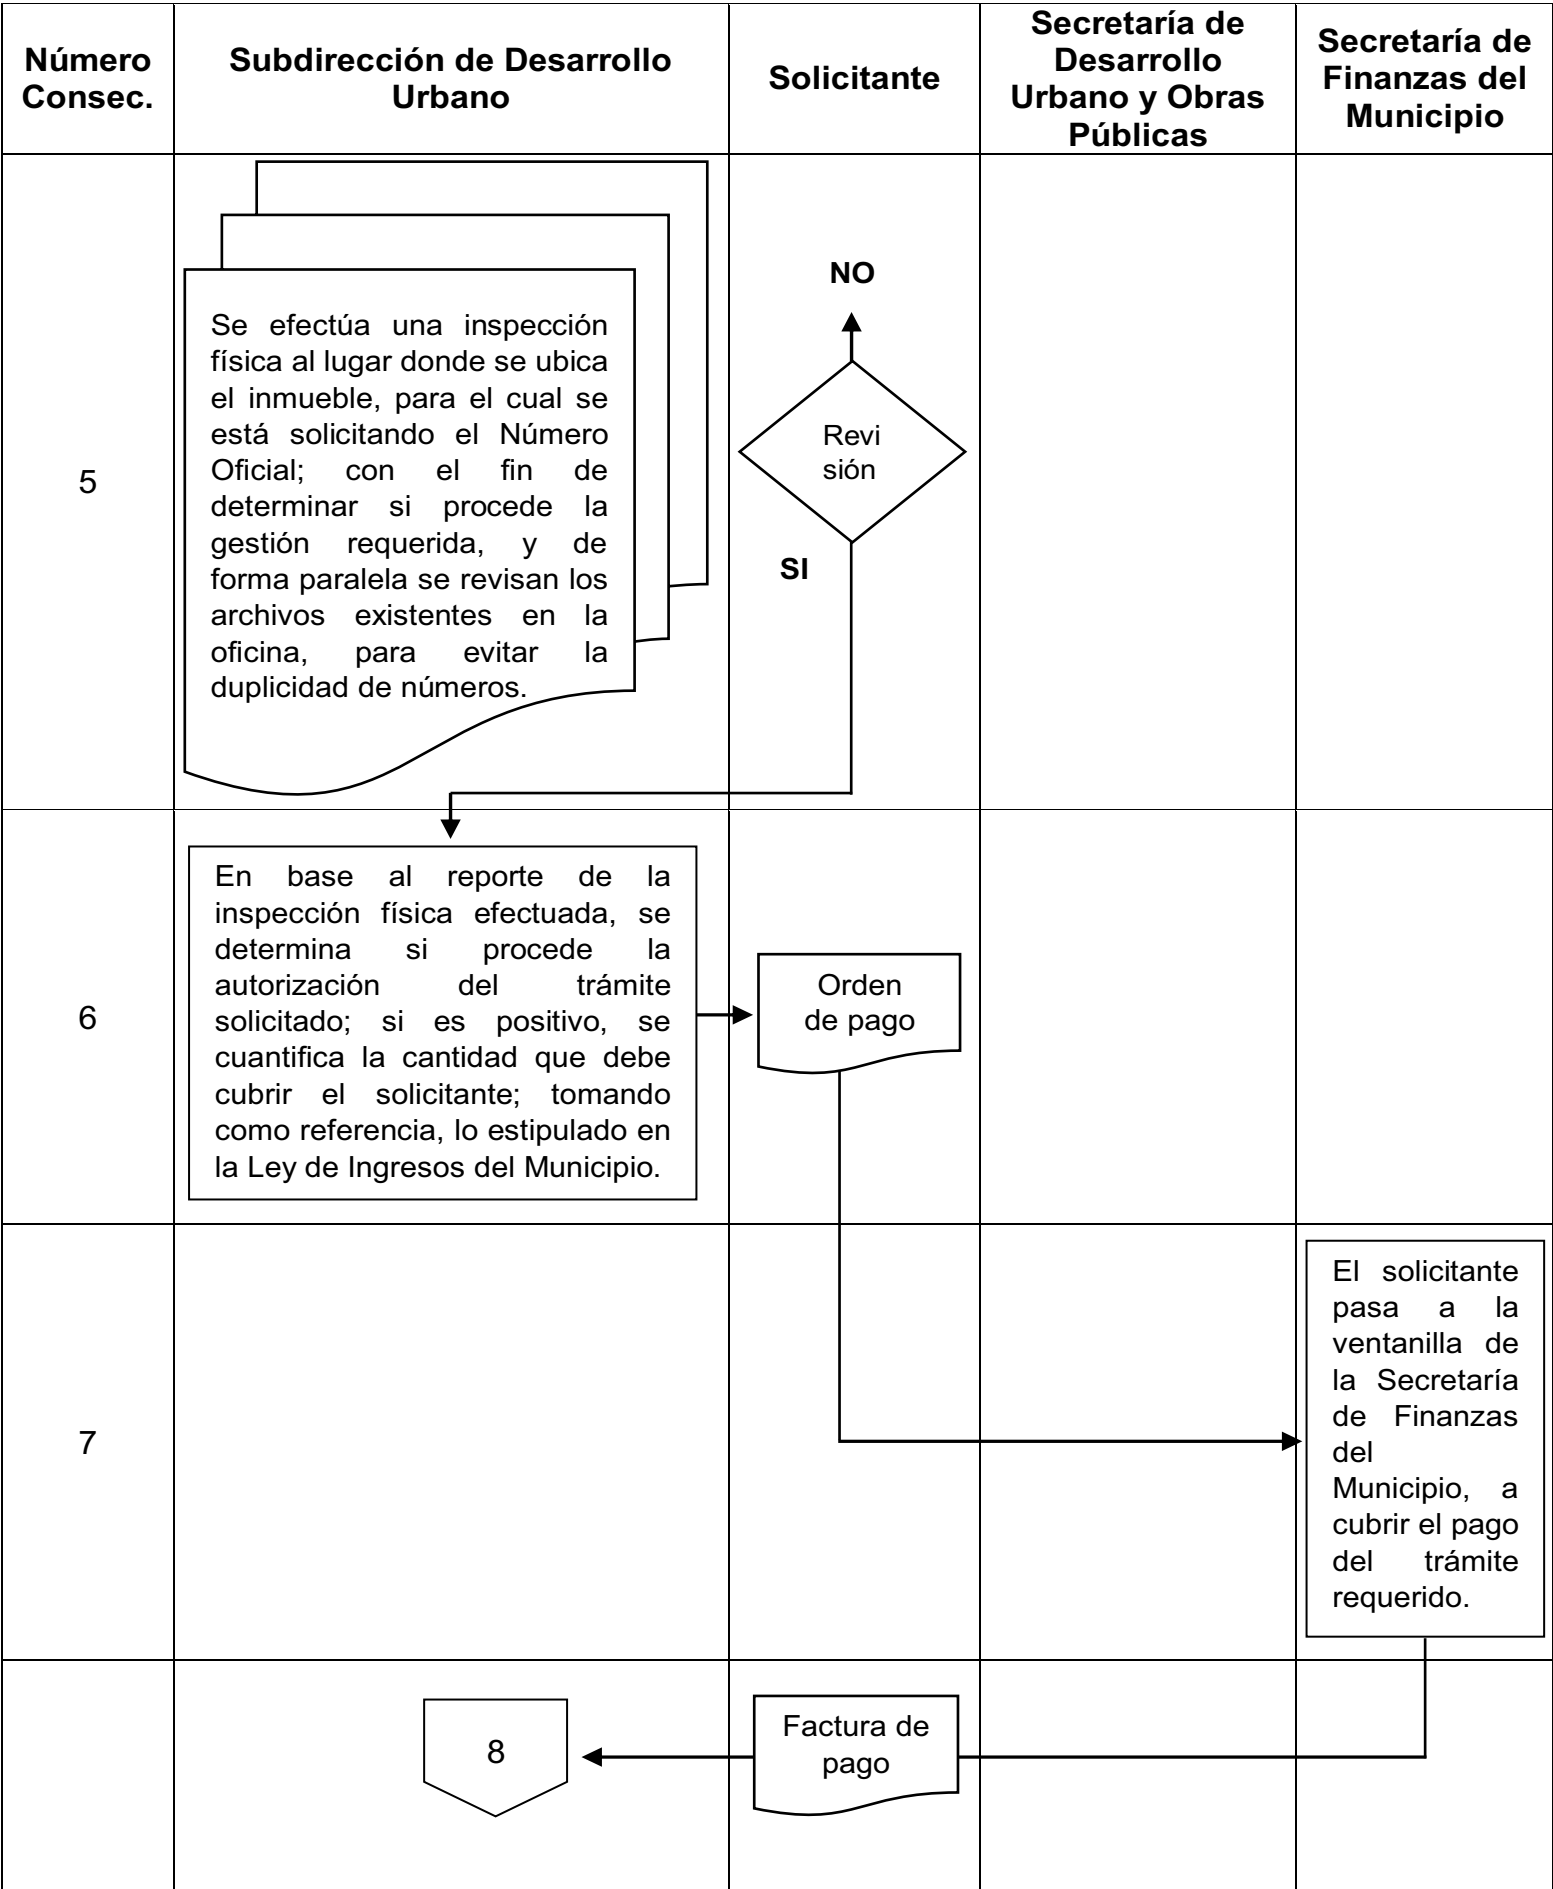 Número
Consec.
Subdirección de Desarrollo
Urbano
Solicitante
Secretaría de
Desarrollo
Urbano y Obras
Públicas
Secretaría de
Finanzas del
Municipio
5
Se efectúa una inspección
física al lugar donde se ubica
el inmueble, para el cual se
está solicitando el Número
Oficial; con el fin de
determinar si procede la
gestión requerida, y de
forma paralela se revisan los
archivos existentes en la
oficina, para evitar la
duplicidad de números.
NO
Revi
sión
SI
6
En base al reporte de la
inspección física efectuada, se
determina si procede la
autorización del trámite
solicitado; si es positivo, se
cuantifica la cantidad que debe
cubrir el solicitante; tomando
como referencia, lo estipulado en
la Ley de Ingresos del Municipio.
Orden
de pago
7
El solicitante
pasa a la
ventanilla de
la Secretaría
de Finanzas
del
Municipio, a
cubrir el pago
del trámite
requerido.
8
Factura de
pago